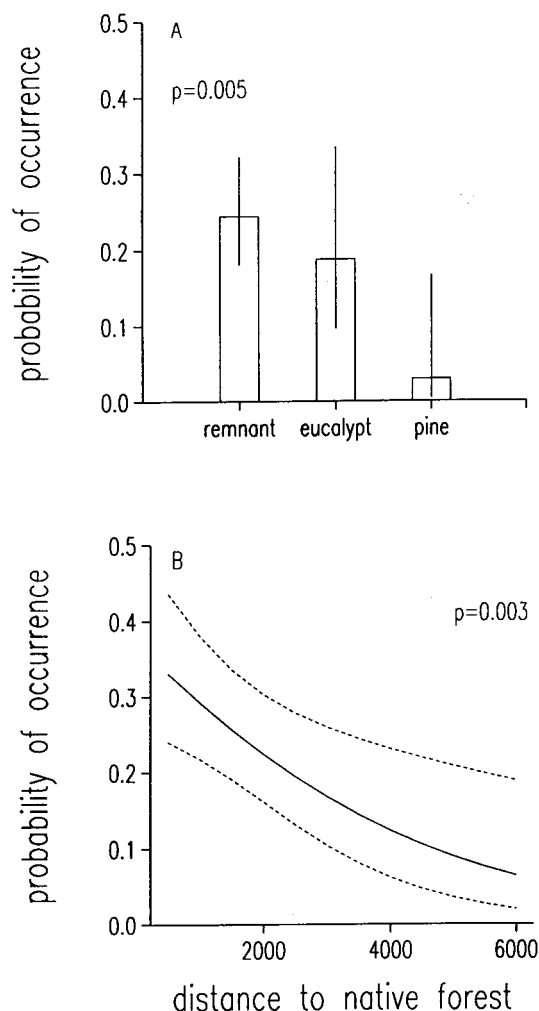 A
p=0.005
probability of occurrence
0.5
0.4
0.3
0.2
0.1
0.0
remnant eucalypt pine
B
p=0.003
probability of occurrence
0.5
0.4
0.3
0.2
0.1
0.0
2000 4000 6000
distance to native forest